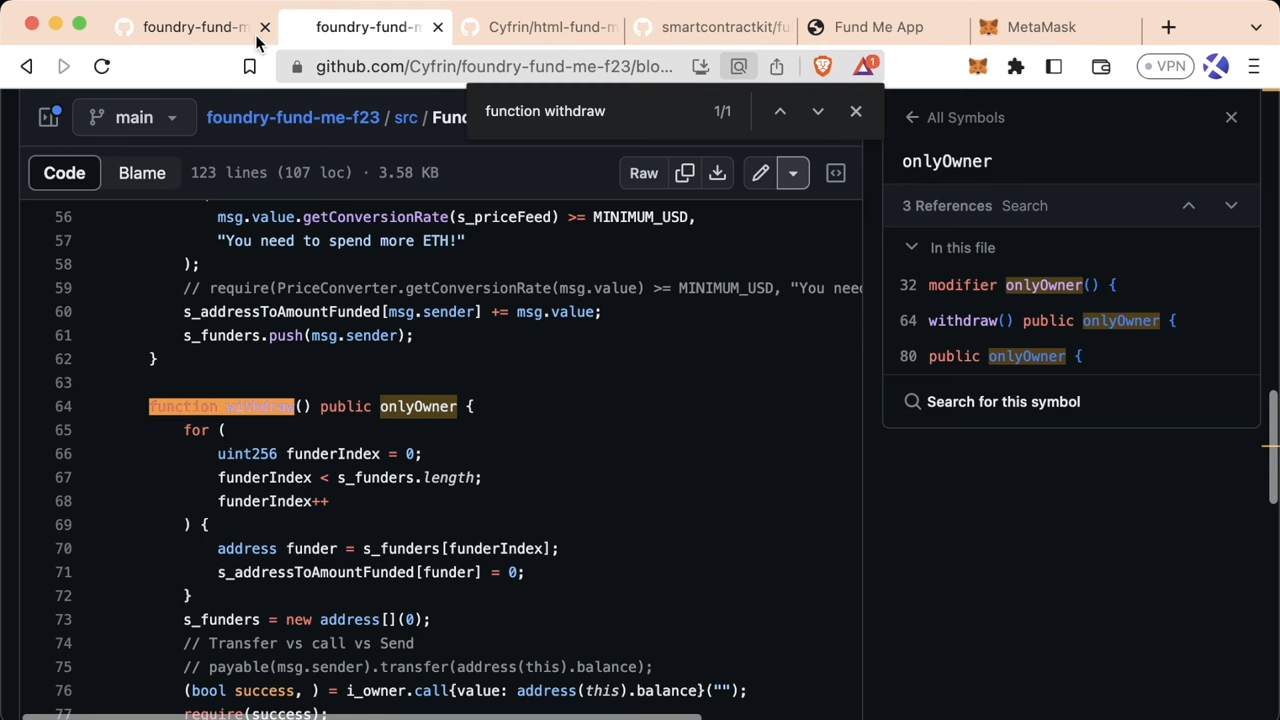 foundry-fund-m
foundry-fund-m
Cyfrin/html-fund-m
smartcontractkit/fu
Fund Me App
MetaMask
github.com/Cyfrin/foundry-fund-me-f23/blo...
1
VPN
function withdraw
1/1
main
foundry-fund-me-f23 / src / Func
All Symbols
Code
Blame
123 lines (107 loc) · 3.58 KB
Raw
onlyOwner
3 References Search
In this file
32 modifier onlyOwner() {
64 withdraw() public onlyOwner {
80 public onlyOwner {
Search for this symbol
56 msg.value.getConversionRate(s_priceFeed) >= MINIMUM_USD,
57 "You need to spend more ETH!"
58 );
59 // require(PriceConverter.getConversionRate(msg.value) >= MINIMUM_USD, "You need
60 s_addressToAmountFunded[msg.sender] += msg.value;
61 s_funders.push(msg.sender);
62 }
63
64 function withdraw() public onlyOwner {
65 for (
66 uint256 funderIndex = 0;
67 funderIndex < s_funders.length;
68 funderIndex++
69 ) {
70 address funder = s_funders[funderIndex];
71 s_addressToAmountFunded[funder] = 0;
72 }
73 s_funders = new address[](0);
74 // Transfer vs call vs Send
75 // payable(msg.sender).transfer(address(this).balance);
76 (bool success, ) = i_owner.call{value: address(this).balance}("");
77 require(success);